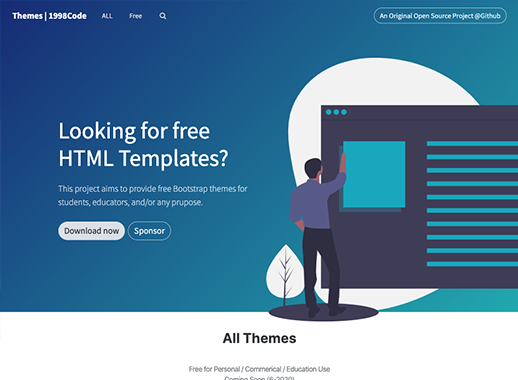 Themes | 1998Code
ALL
Free
An Original Open Source Project @Github
Looking for free
HTML Templates?
This project aims to provide free Bootstrap themes for
students, educators, and/or any prupose.
Download now
Sponsor
All Themes
Free for Personal / Commerical / Education Use
Coming Soon (6-2020)